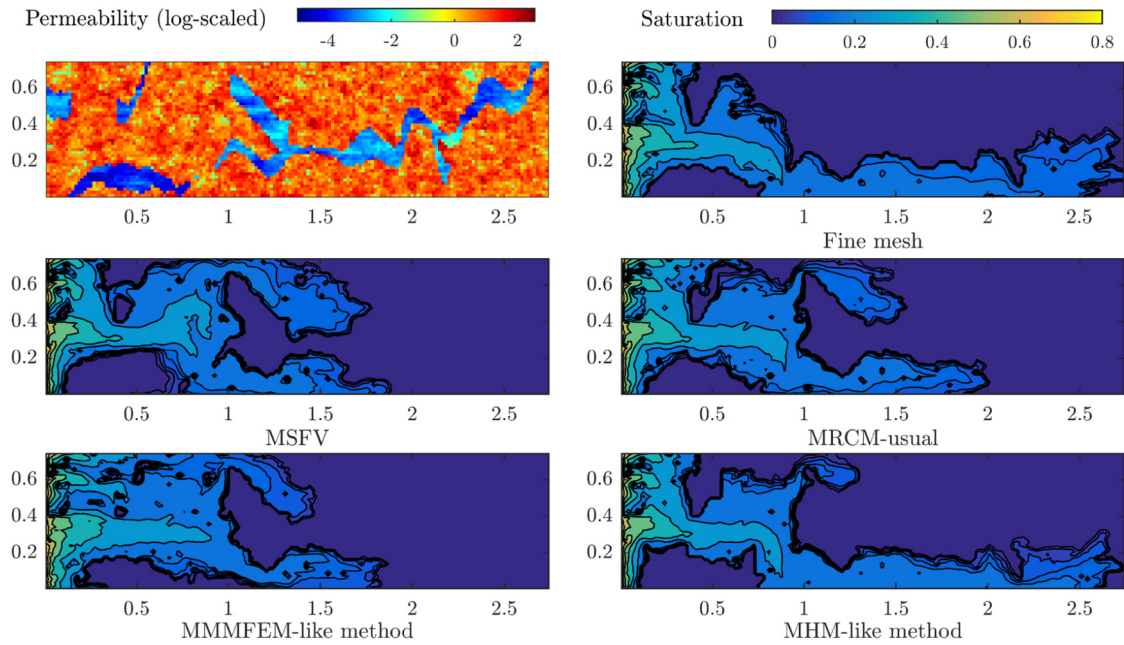 Permeability (log-scaled)
-4 -2 0 2
Saturation
0 0.2 0.4 0.6 0.8
0.6
0.4
0.2
0.5 1 1.5 2 2.5
0.5 1 1.5 2 2.5
Fine mesh
0.6
0.4
0.2
0.5 1 1.5 2 2.5
MSFV
0.6
0.4
0.2
0.5 1 1.5 2 2.5
MRCM-usual
0.6
0.4
0.2
0.5 1 1.5 2 2.5
MMMFEM-like method
0.6
0.4
0.2
0.5 1 1.5 2 2.5
MHM-like method
0.6
0.4
0.2